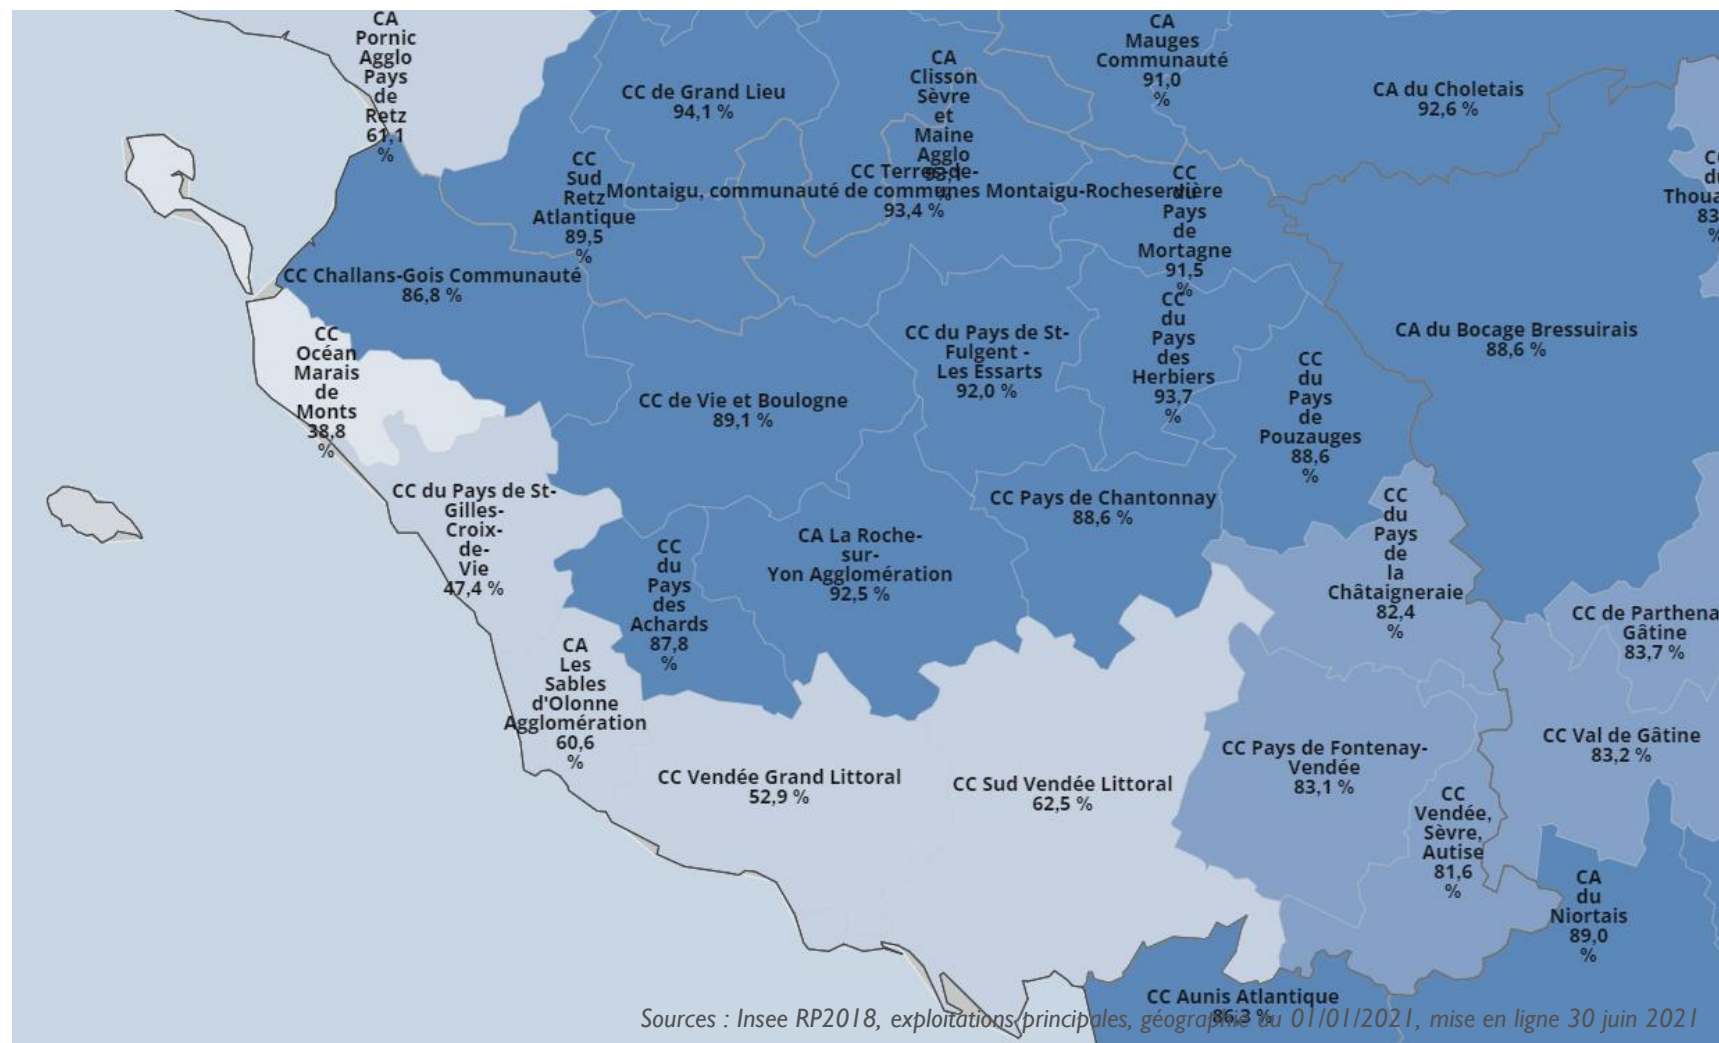 CA
Pornic
Agglo
Pays
de
Retz
61,1
%
CC de Grand Lieu
94,1 %
CA
Clisson
Sèvre
et
Maine
Agglo
93,1
%
CA
Mauges
Communauté
91,0
%
CA du Choletais
92,6 %
CC
Sud
Retz
Atlantique
89,5
%
CC Terres-de-
Montaigu, communauté de communes Montaigu-Rocheservière
93,4 %
CC
du
Pays
de
Mortagne
91,5
%
CC
du
Thoua
83
%
CC Challans-Gois Communauté
86,8 %
CC
Océan
Marais
de
Monts
38,8
%
CC de Vie et Boulogne
89,1 %
CC du Pays de St-
Fulgent -
Les Essarts
92,0 %
CC
du
Pays
des
Herbiers
93,7
%
CC
du
Pays
de
Pouzauges
88,6
%
CA du Bocage Bressuirais
88,6 %
CC du Pays de St-
Gilles-
Croix-
de-
Vie
47,4 %
CC
du
Pays
des
Achards
87,8
%
CA La Roche-
sur-
Yon Agglomération
92,5 %
CC Pays de Chantonnay
88,6 %
CC
du
Pays
de
la
Châtaigneraie
82,4
%
CC de Parthena
Gâtine
83,7 %
CA
Les
Sables
d'Olonne
Agglomération
60,6
%
CC Vendée Grand Littoral
52,9 %
CC Sud Vendée Littoral
62,5 %
CC Pays de Fontenay-
Vendée
83,1 %
CC Val de Gâtine
83,2 %
CC
Vendée,
Sèvre,
Autise
81,6
%
CA
du
Niortais
89,0
%
CC Aunis Atlantique
86,3 %
Sources : Insee RP2018, exploitations principales, géographie au 01/01/2021, mise en ligne 30 juin 2021